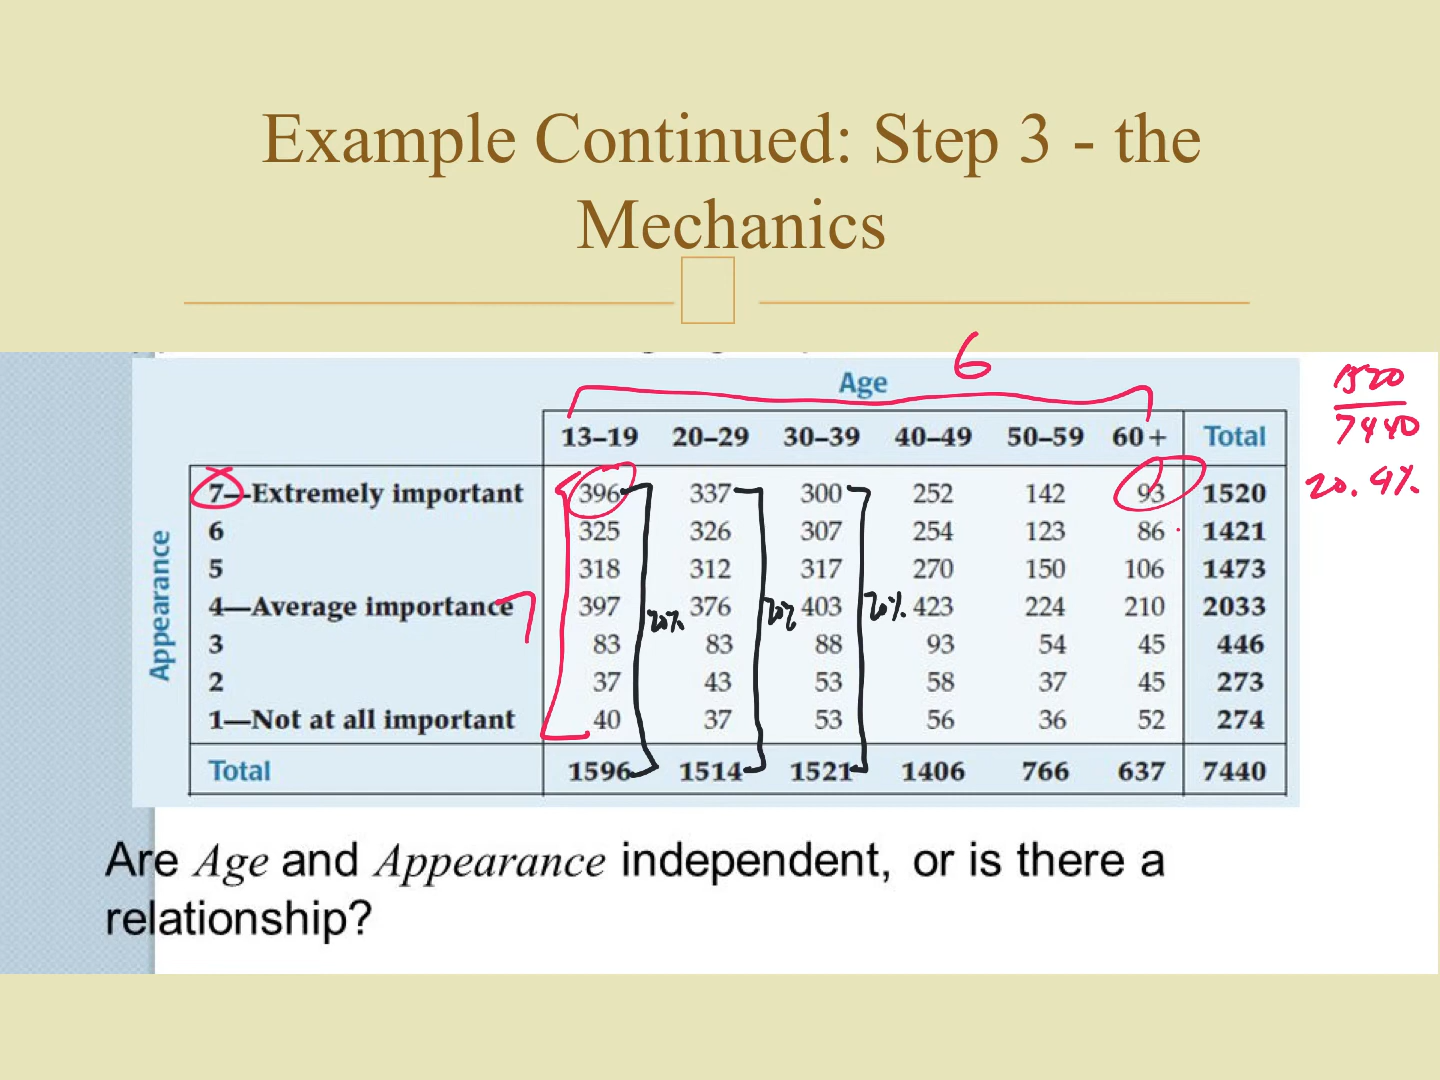 Example Continued: Step 3 - the
Mechanics
6
Age
13–19 20–29 30–39 40–49 50–59 60+ Total
7—Extremely important 396 337 300 252 142 93 1520
6 325 326 307 254 123 86 1421
5 318 312 317 270 150 106 1473
4—Average importance 397 376 403 423 224 210 2033
3 83 83 88 93 54 45 446
2 37 43 53 58 37 45 273
1—Not at all important 40 37 53 56 36 52 274
Total 1596 1514 1521 1406 766 637 7440
Appearance
7
20% 20% 20%
1520
7440
20.4%
Are Age and Appearance independent, or is there a
relationship?